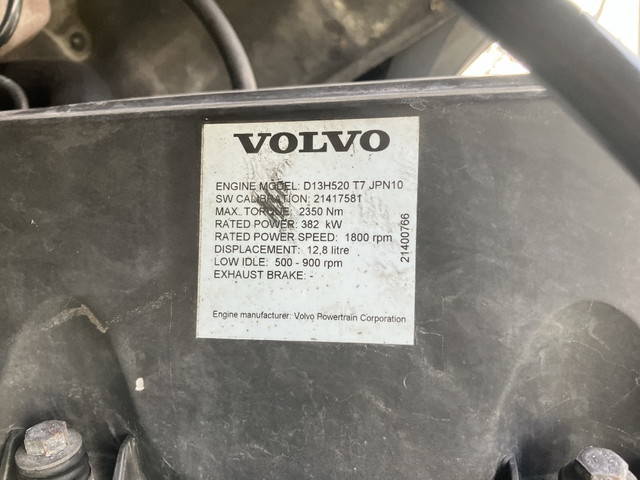 VOLVO
ENGINE MODEL: D13H520 T7 JPN10
SW CALIBRATION: 21417581
MAX. TORQUE: 2350 Nm
RATED POWER: 382 kW
RATED POWER SPEED: 1800 rpm
DISPLACEMENT: 12,8 litre
LOW IDLE: 500 - 900 rpm
EXHAUST BRAKE: -
21400766
Engine manufacturer: Volvo Powertrain Corporation